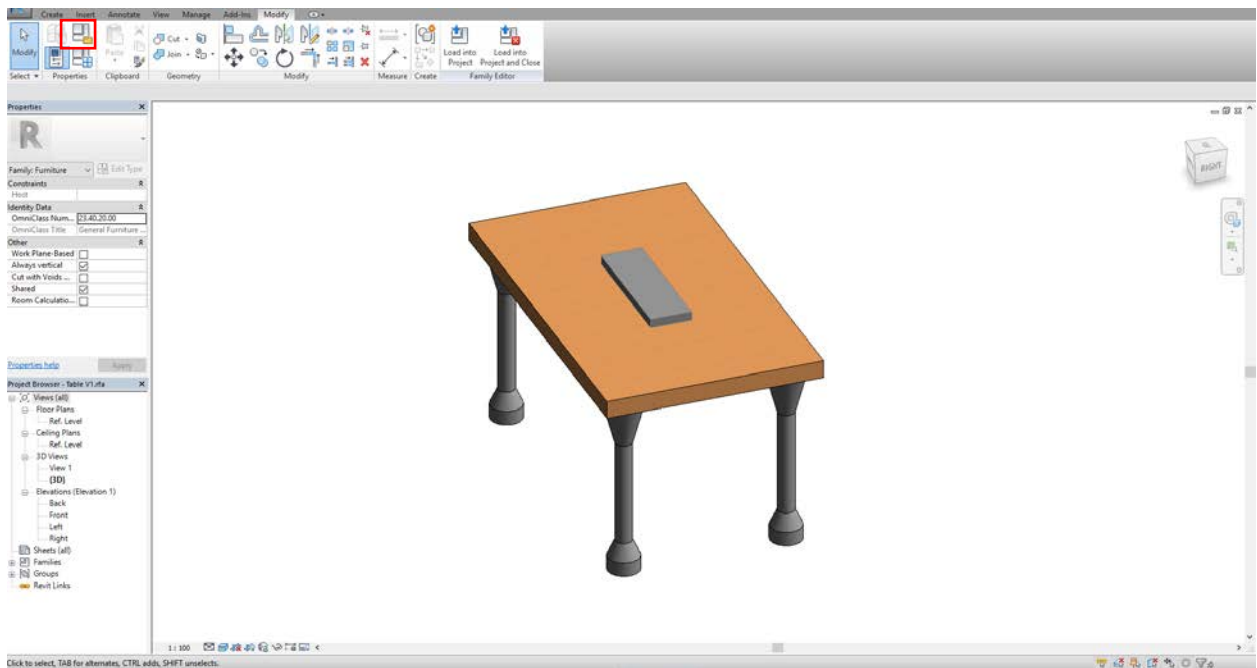 Create Insert Annotate View Manage Add-Ins Modify
Modify
Paste
Cut
Join
Load into Project
Load into Project and Close
Select Properties Clipboard Geometry Modify Measure Create Family Editor
Properties
R
Family: Furniture Edit Type
Constraints
Host
Identity Data
OmniClass Num... 23.40.20.00
OmniClass Title General Furniture ...
Other
Work Plane-Based
Always vertical
Cut with Voids ...
Shared
Room Calculatio...
Properties help Apply
Project Browser - Table V1.rfa
Views (all)
Floor Plans
Ref. Level
Ceiling Plans
Ref. Level
3D Views
View 1
{3D}
Elevations (Elevation 1)
Back
Front
Left
Right
Sheets (all)
Families
Groups
Revit Links
RIGHT
1 : 100
Click to select, TAB for alternates, CTRL adds, SHIFT unselects.